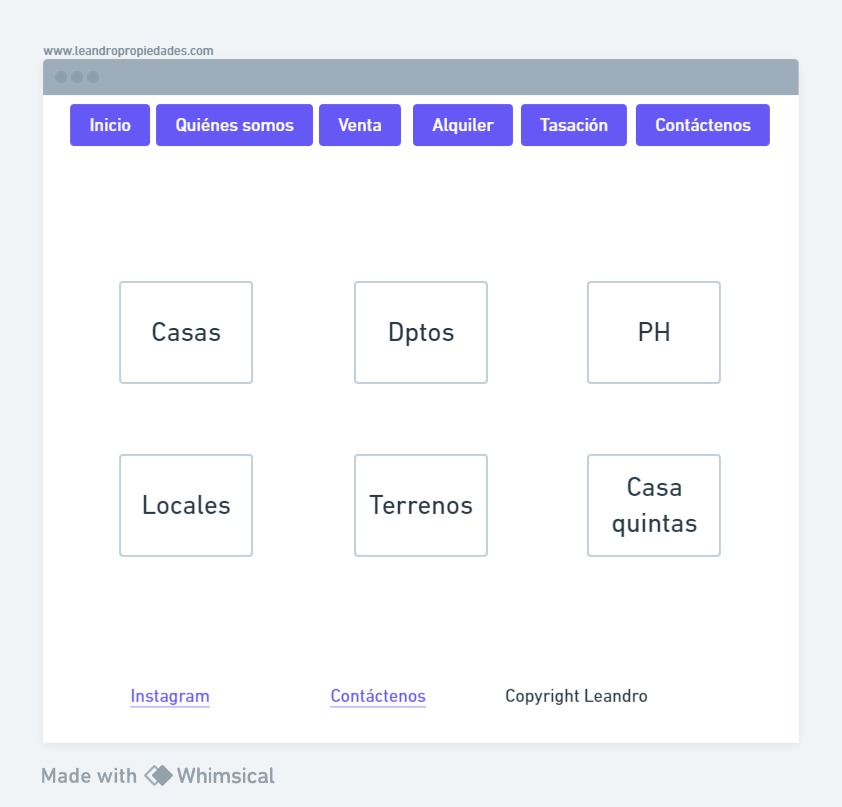 www.leandropropiedades.com
Inicio Quiénes somos Venta Alquiler Tasación Contáctenos
Casas Dptos PH
Locales Terrenos Casa
quintas
Instagram Contáctenos Copyright Leandro
Made with Whimsical